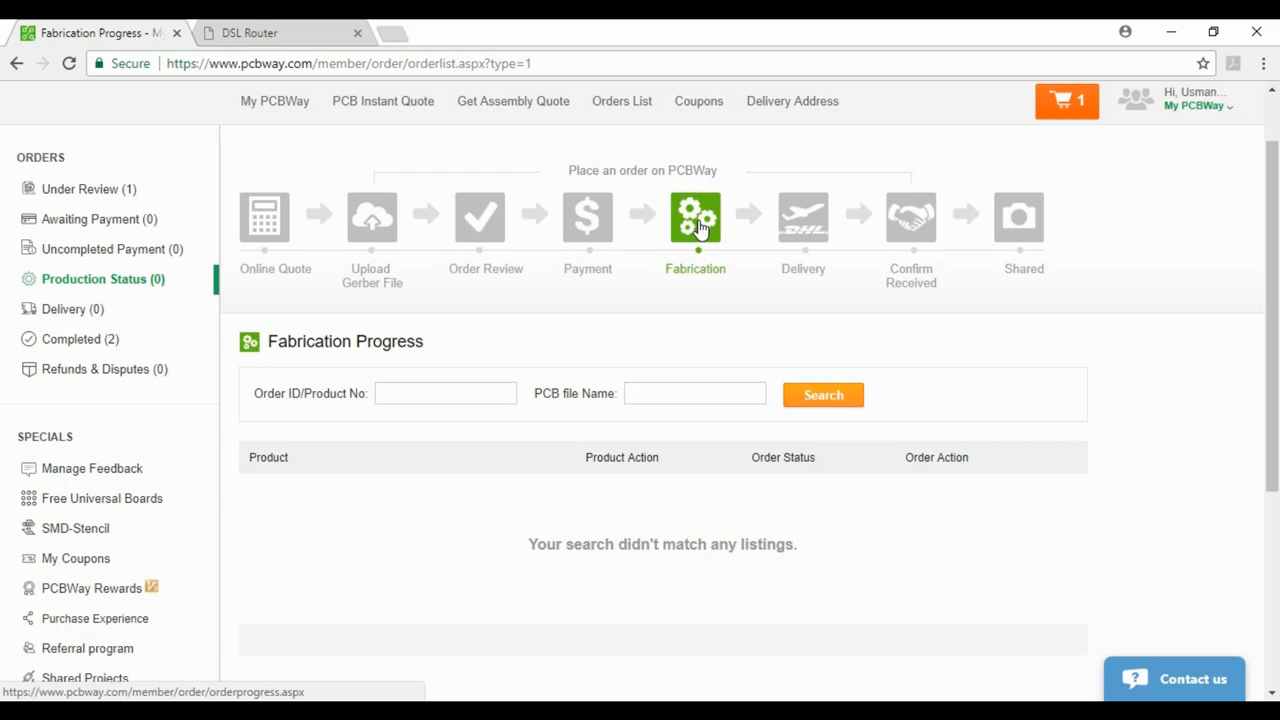 Fabrication Progress - M
DSL Router
Secure
https://www.pcbway.com/member/order/orderlist.aspx?type=1
My PCBWay
PCB Instant Quote
Get Assembly Quote
Orders List
Coupons
Delivery Address
1
Hi, Usman...
My PCBWay
ORDERS
Under Review (1)
Awaiting Payment (0)
Uncompleted Payment (0)
Production Status (0)
Delivery (0)
Completed (2)
Refunds & Disputes (0)
SPECIALS
Manage Feedback
Free Universal Boards
SMD-Stencil
My Coupons
PCBWay Rewards
Purchase Experience
Referral program
Shared Projects
https://www.pcbway.com/member/order/orderprogress.aspx
Place an order on PCBWay
$
DHL
Online Quote
Upload
Gerber File
Order Review
Payment
Fabrication
Delivery
Confirm
Received
Shared
Fabrication Progress
Order ID/Product No:
PCB file Name:
Search
Product
Product Action
Order Status
Order Action
Your search didn't match any listings.
? Contact us